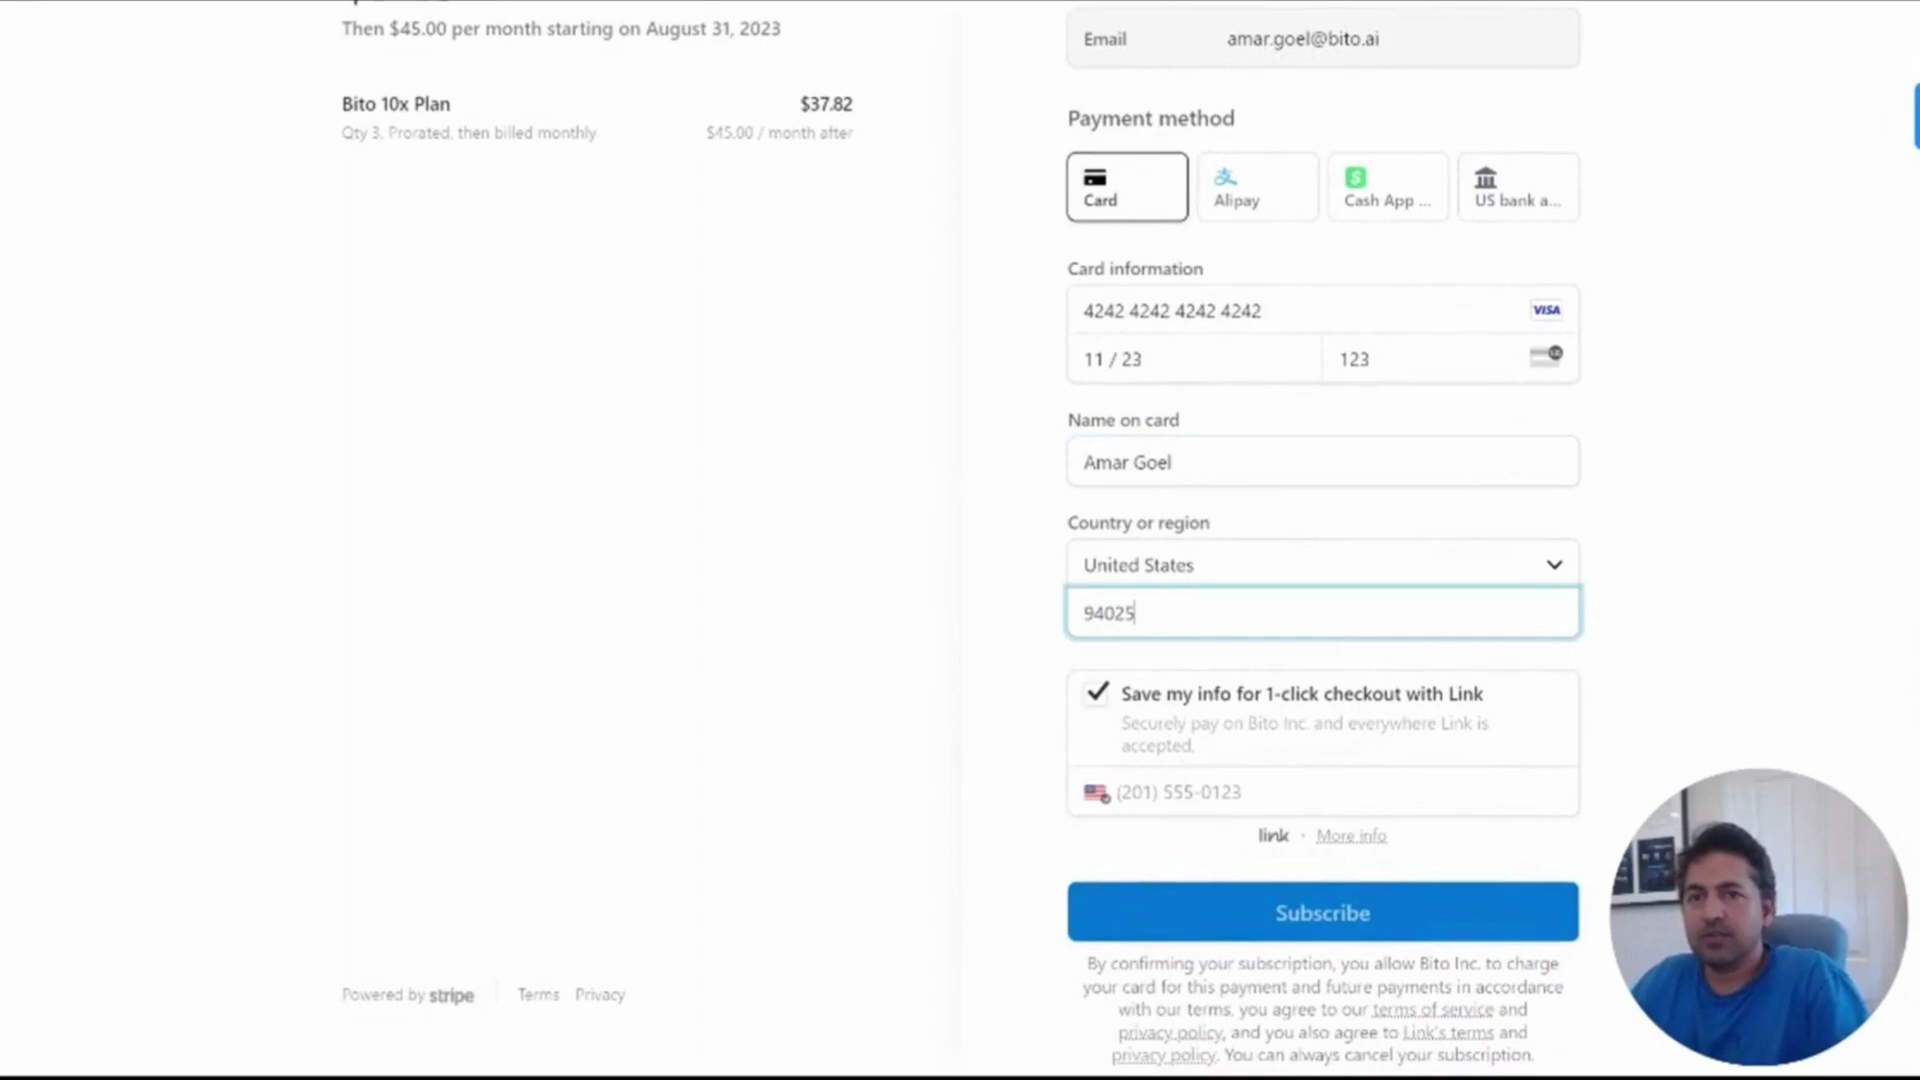 Then $45.00 per month starting on August 31, 2023
Bito 10x Plan
$37.82
Qty 3, Prorated, then billed monthly
$45.00 / month after
Powered by stripe
Terms
Privacy
Email
amar.goel@bito.ai
Payment method
Card
Alipay
Cash App ...
US bank a...
Card information
4242 4242 4242 4242
VISA
11 / 23
123
Name on card
Amar Goel
Country or region
United States
94025
Save my info for 1-click checkout with Link
Securely pay on Bito Inc. and everywhere Link is
accepted.
(201) 555-0123
link · More info
Subscribe
By confirming your subscription, you allow Bito Inc. to charge
your card for this payment and future payments in accordance
with our terms. you agree to our terms of service and
privacy policy, and you also agree to Link's terms and
privacy policy. You can always cancel your subscription.